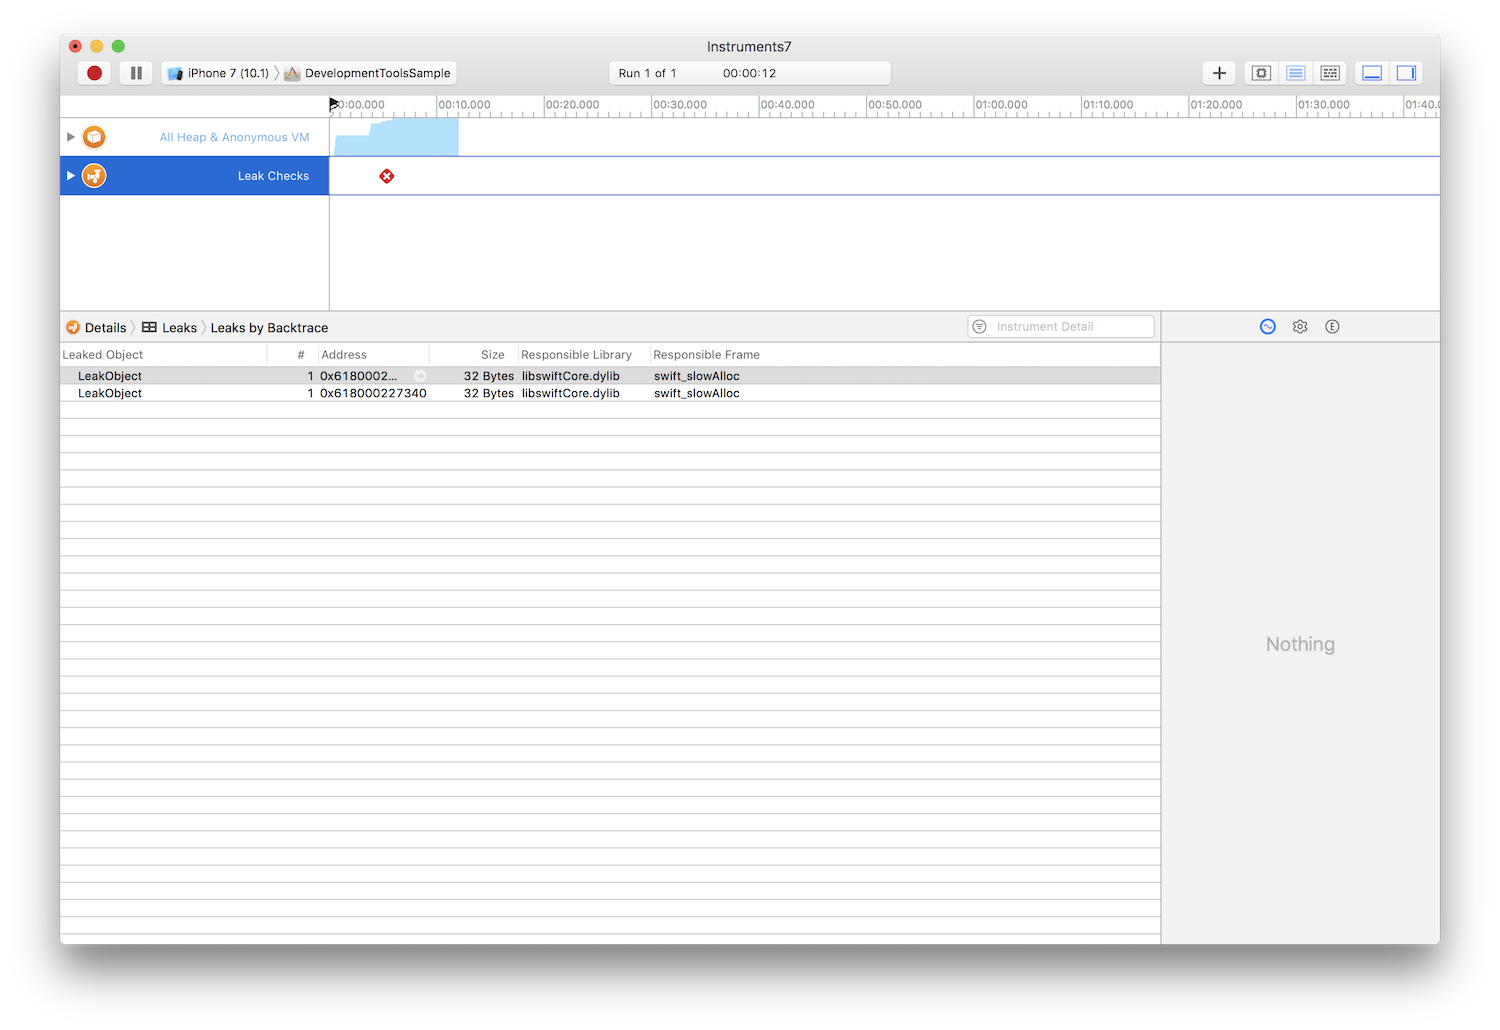 Instruments7
iPhone 7 (10.1) DevelopmentToolsSample Run 1 of 1 00:00:12
00:00.000 00:10.000 00:20.000 00:30.000 00:40.000 00:50.000 01:00.000 01:10.000 01:20.000 01:30.000 01:40.0
All Heap & Anonymous VM
Leak Checks
Details Leaks Leaks by Backtrace Instrument Detail E
Leaked Object # Address Size Responsible Library Responsible Frame
LeakObject 1 0x6180002... 32 Bytes libswiftCore.dylib swift_slowAlloc
LeakObject 1 0x618000227340 32 Bytes libswiftCore.dylib swift_slowAlloc
Nothing